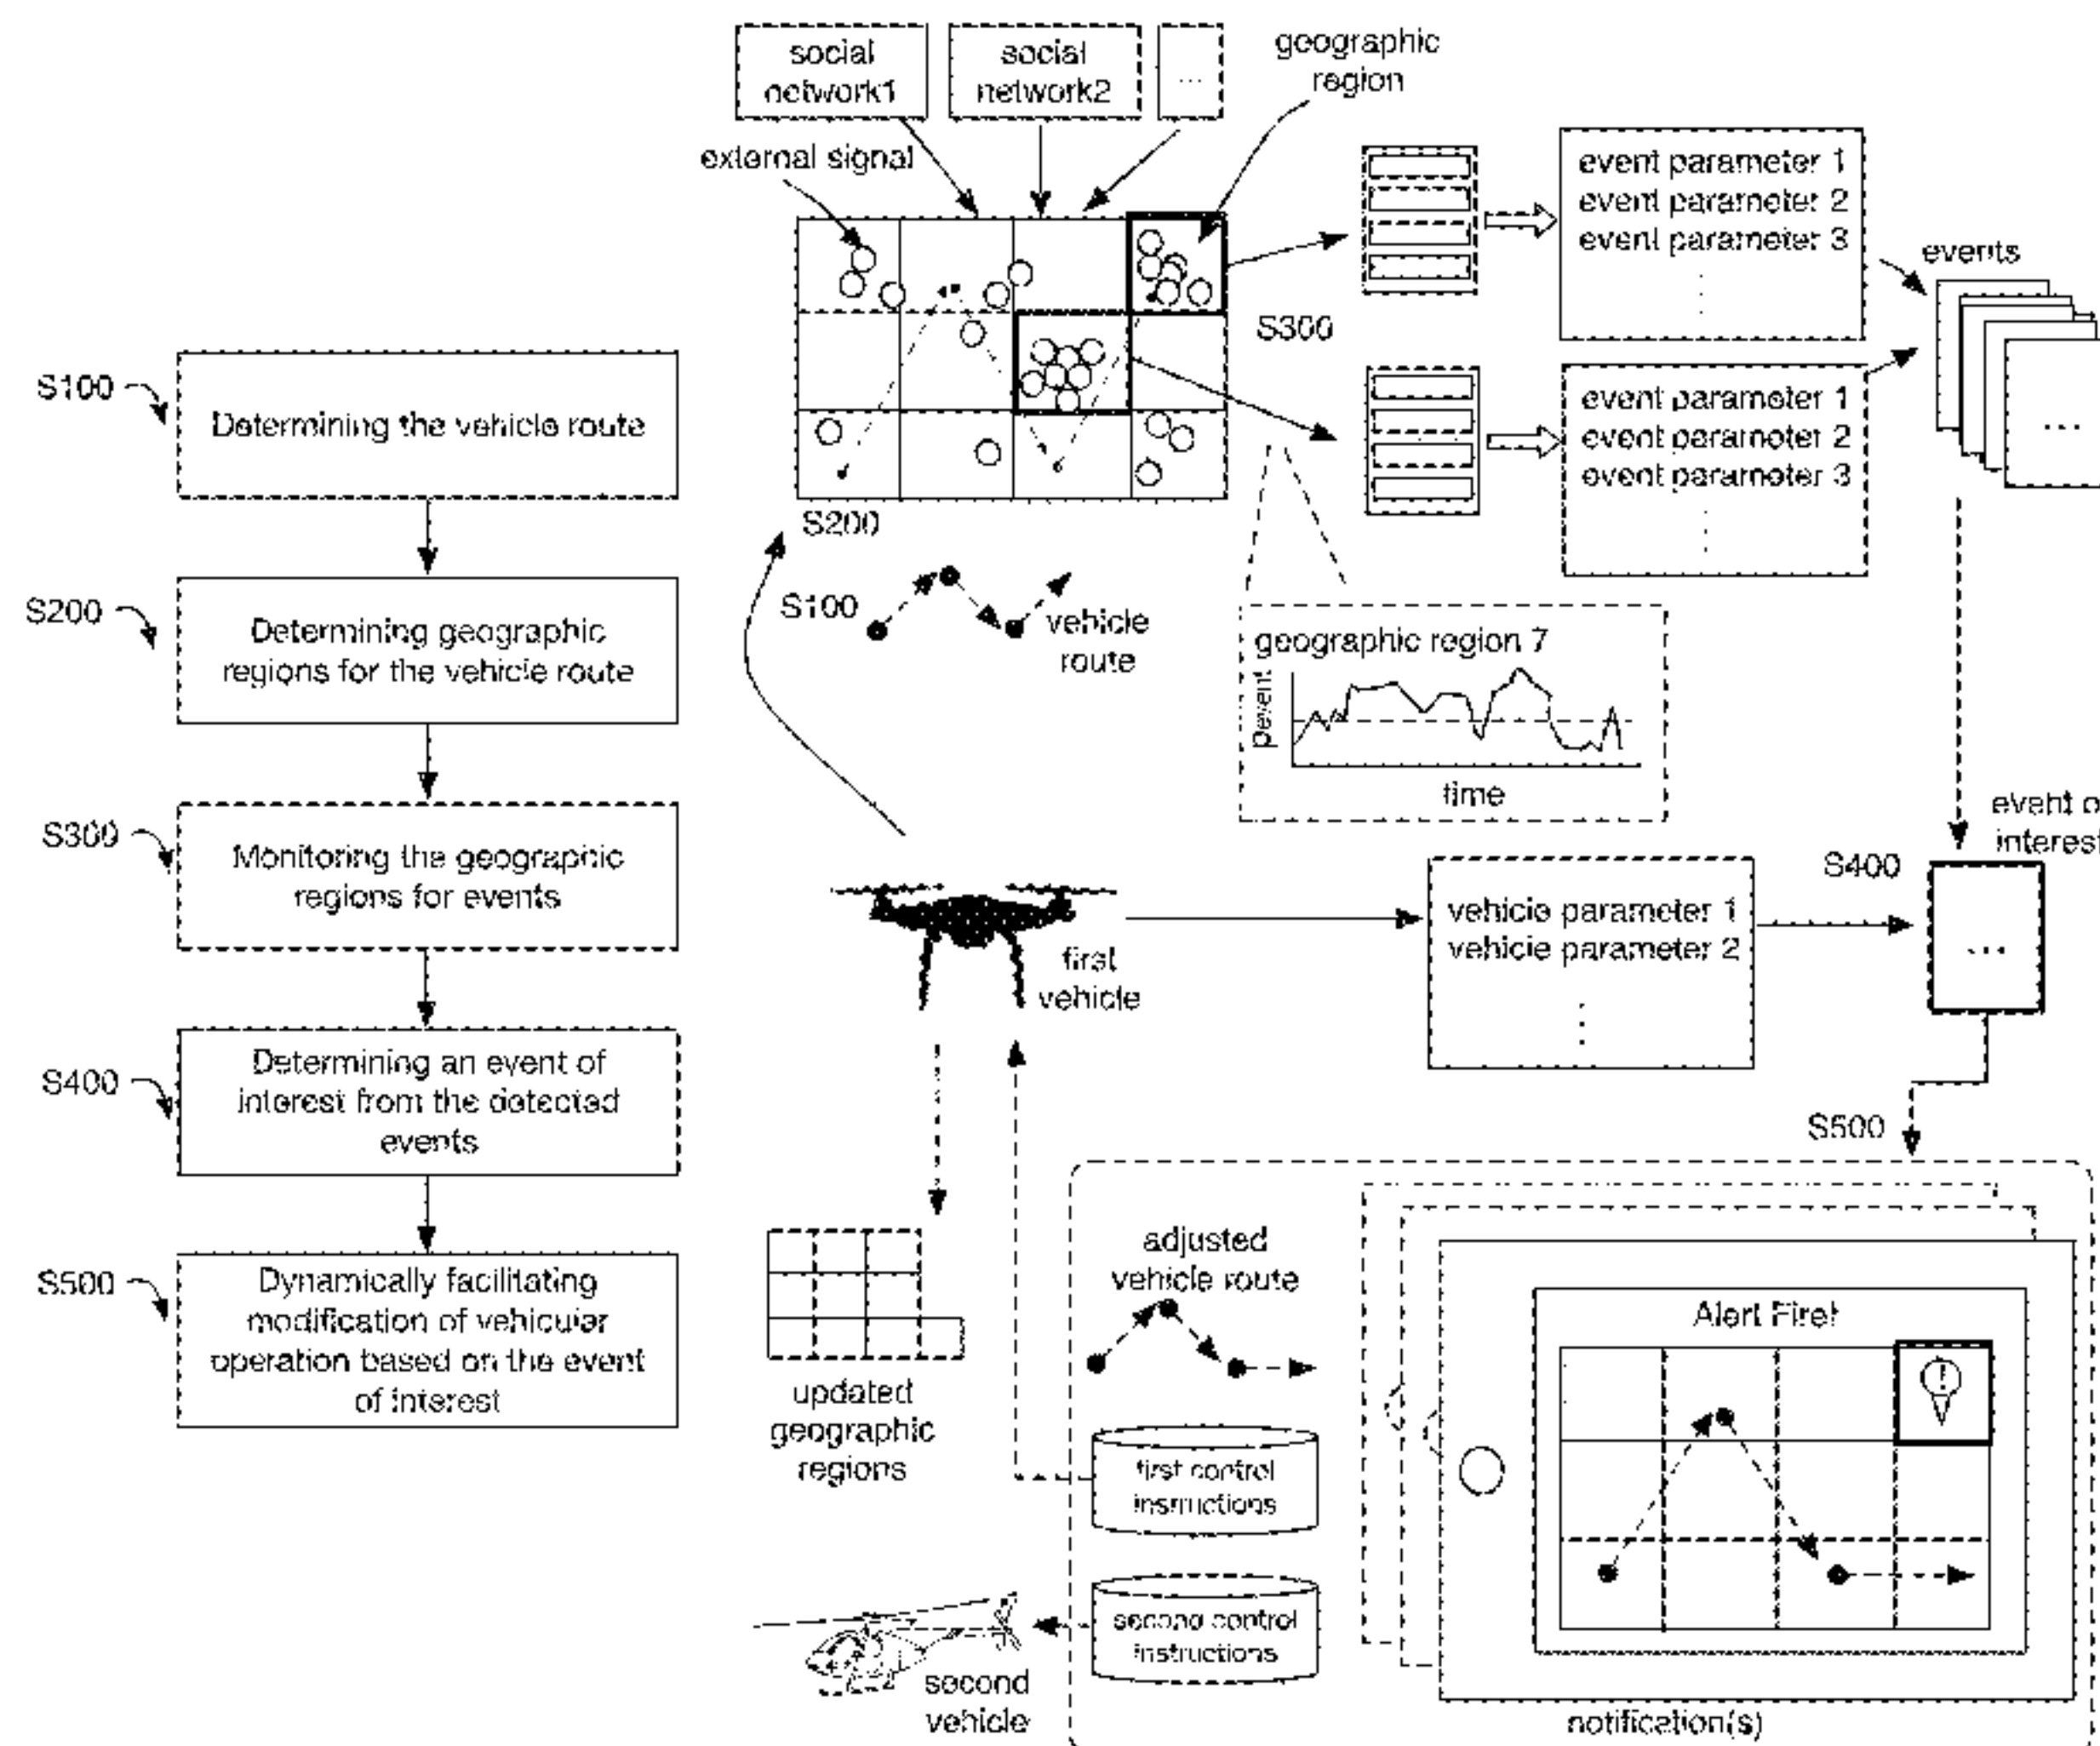 S100
Determining the vehicle route
S200
Determining geographic
regions for the vehicle route
S300
Monitoring the geographic
regions for events
S400
Determining an event of
interest from the detected
events
S500
Dynamically facilitating
modification of vehicular
operation based on the event
of interest
social
network1
social
network2
...
geographic
region
external signal
S200
S100
vehicle
route
S300
event parameter 1
event parameter 2
event parameter 3
event parameter 1
event parameter 2
event parameter 3
events
...
geographic region 7
pevent
time
first
vehicle
vehicle parameter 1
vehicle parameter 2
S400
event o
interest
...
S500
updated
geographic
regions
adjusted
vehicle route
first control
instructions
second control
instructions
second
vehicle
Alert Fire!
!
notification(s)